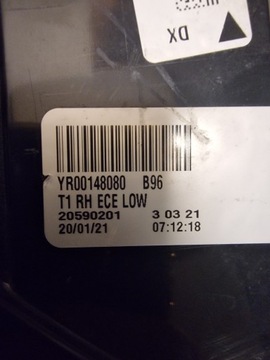 DX
YR00148080 B96
T1 RH ECE LOW
20590201 3 03 21
20/01/21 07:12:18